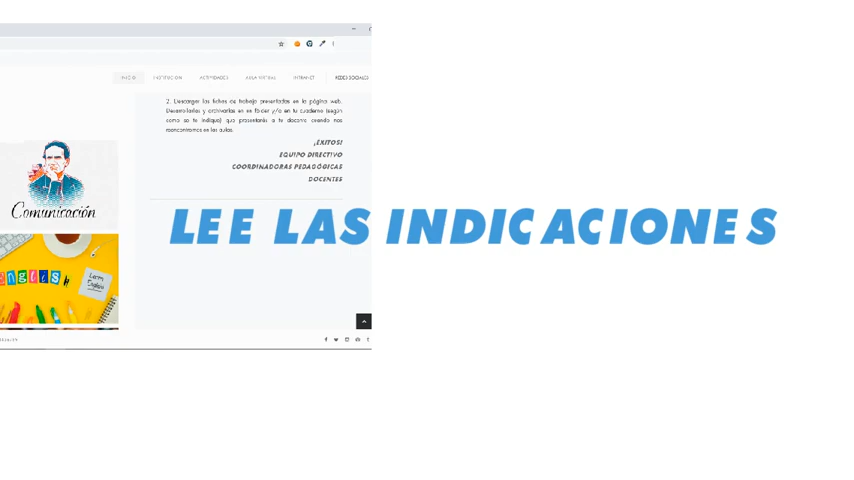 INICIO INSTITUCIÓN ACTIVIDADES AULA VIRTUAL INTRANET REDES SOCIALES
2. Descargar las fichas de trabajo presentadas en la página web.
Desarrollarlas y archivarlas en un fólder y/o en tu cuaderno (según
como se te indique) que presentarás a tu docente cuando nos
reencontremos en las aulas.
¡ÉXITOS!
EQUIPO DIRECTIVO
COORDINADORAS PEDAGÓGICAS
DOCENTES
Comunicación
LEE LAS INDICACIONES
english
Learn
English